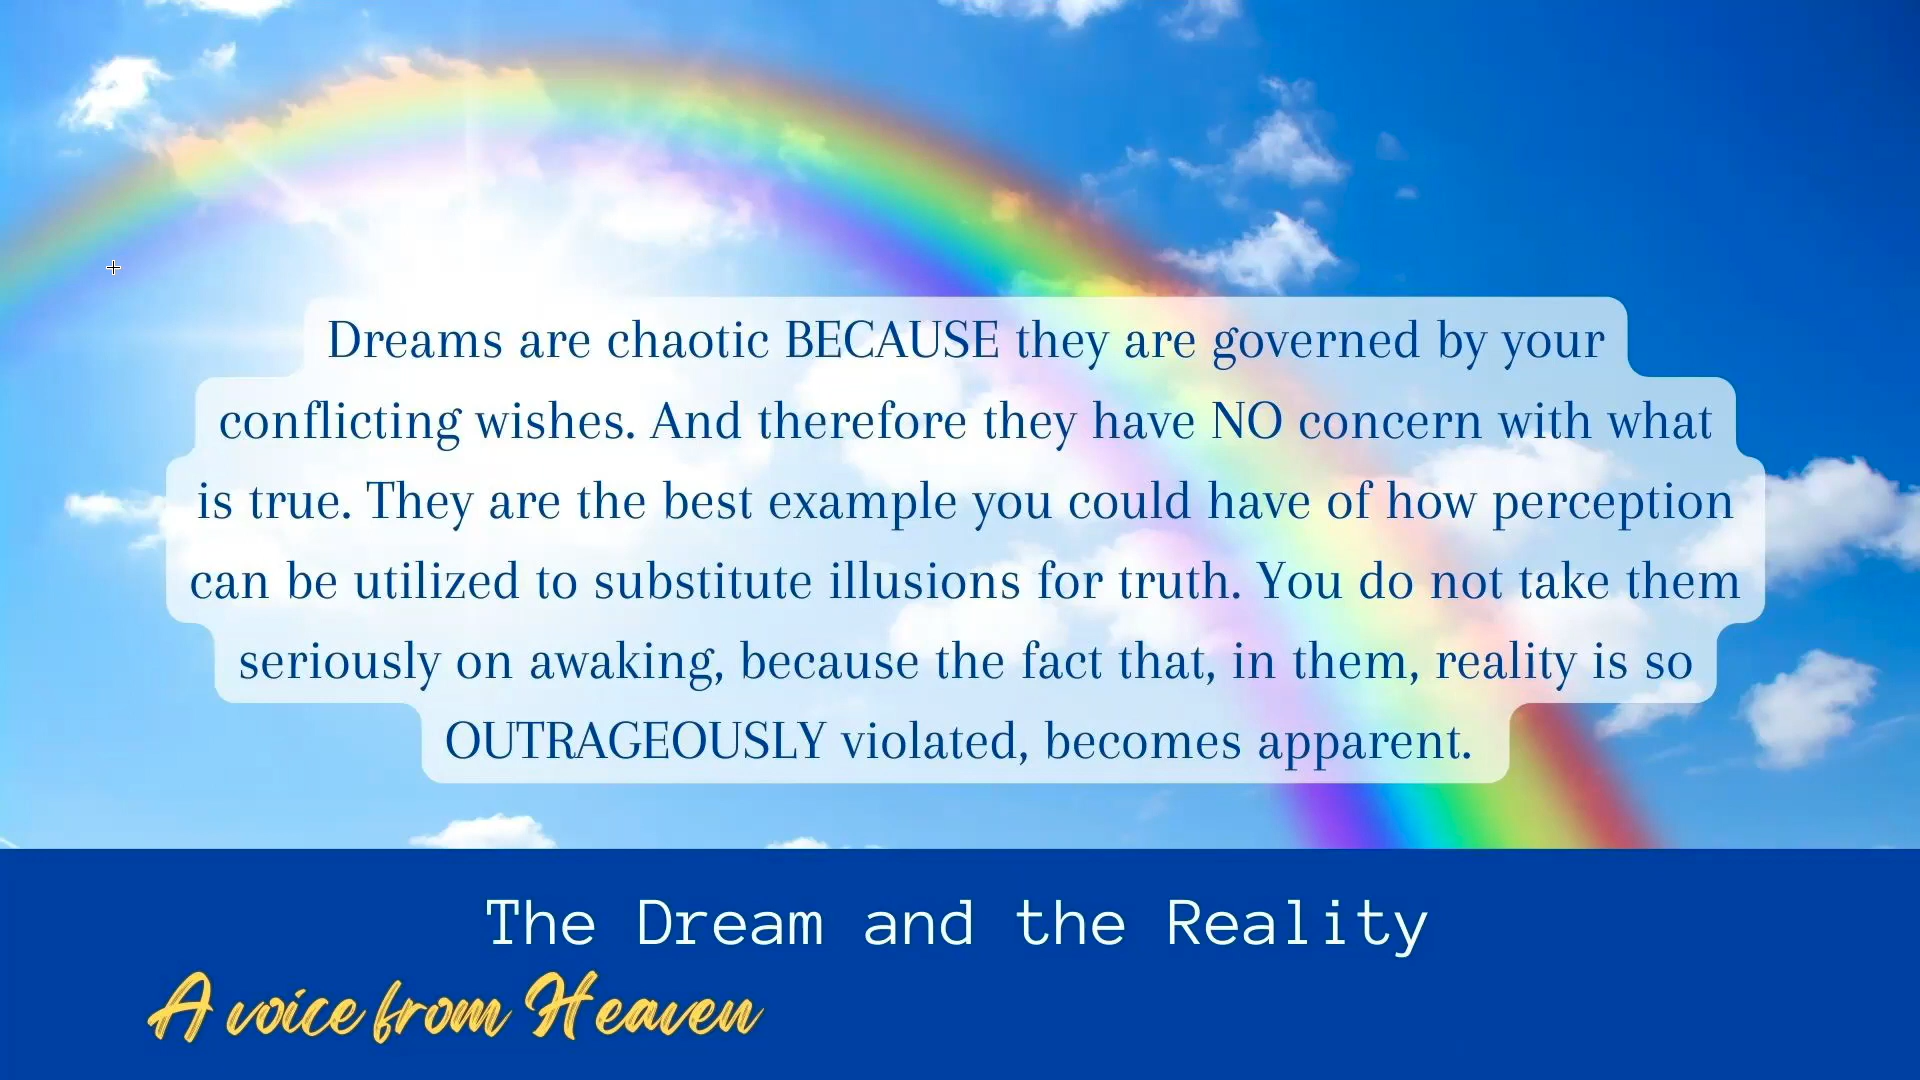 Dreams are chaotic BECAUSE they are governed by your
conflicting wishes. And therefore they have NO concern with what
is true. They are the best example you could have of how perception
can be utilized to substitute illusions for truth. You do not take them
seriously on awaking, because the fact that, in them, reality is so
OUTRAGEOUSLY violated, becomes apparent.
The Dream and the Reality
A voice from Heaven